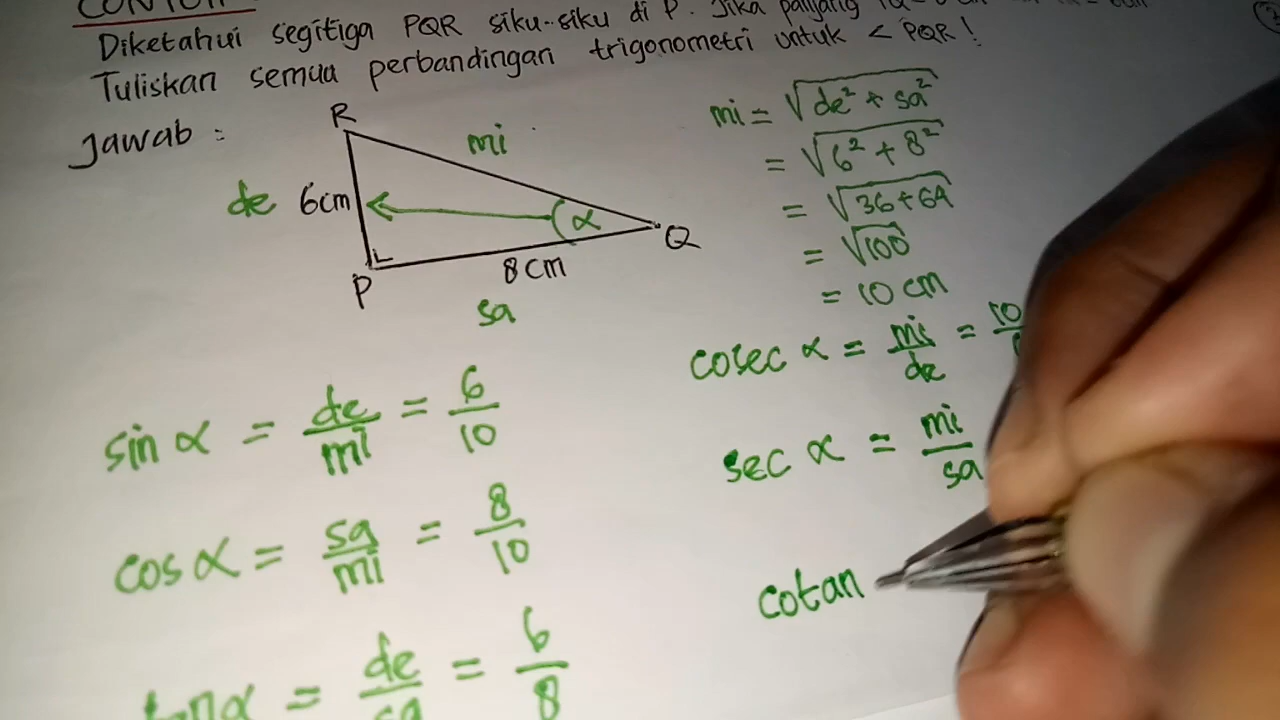 Diketahui segitiga PQR siku-siku di P. Jika panjang
Tuliskan semua perbandingan trigonometri untuk < PQR!
Jawab :
R
mi
de 6cm
α
Q
P
8cm
sa
mi = √de² + sa²
= √6² + 8²
= √36+64
= √100
= 10 cm
sin α = de/mi = 6/10
cos α = sa/mi = 8/10
tan α = de/sa = 6/8
cosec α = mi/de = 10
sec α = mi/sa
cotan